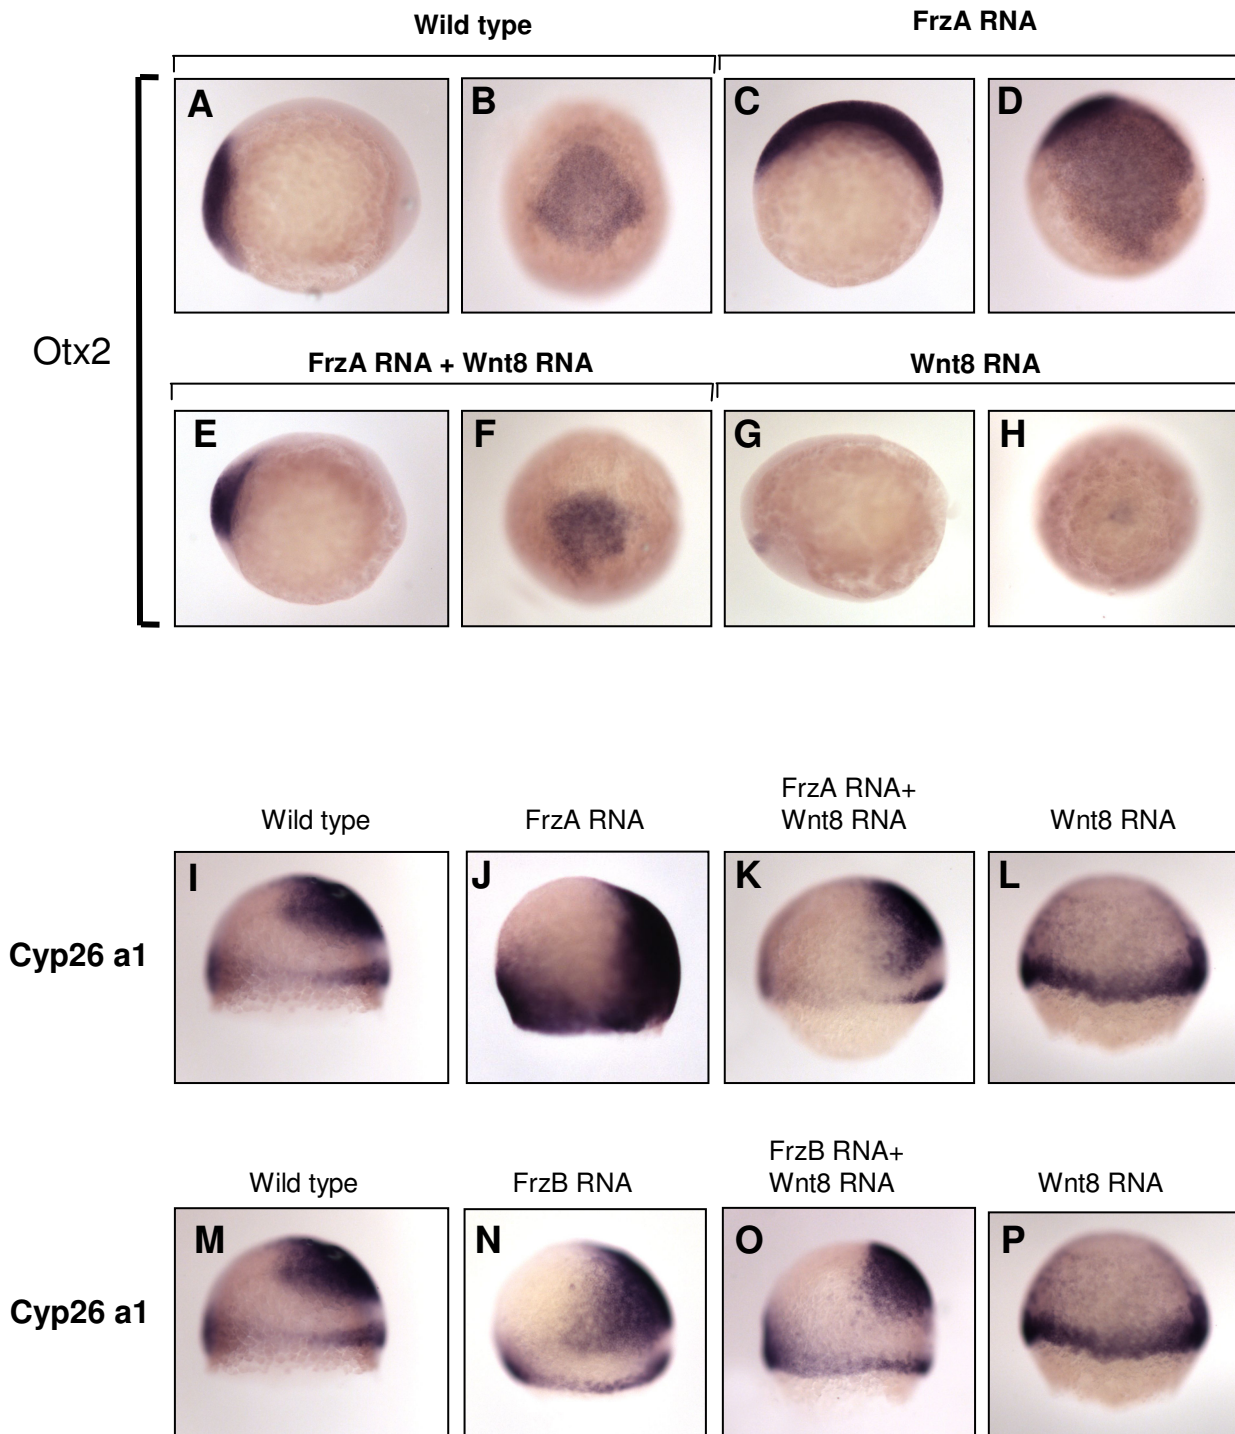 Wild type
FrzA RNA
A
B
C
D
Otx2
FrzA RNA + Wnt8 RNA
Wnt8 RNA
E
F
G
H
Wild type
FrzA RNA
FrzA RNA+
Wnt8 RNA
Wnt8 RNA
I
J
K
L
Cyp26 a1
Wild type
FrzB RNA
FrzB RNA+
Wnt8 RNA
Wnt8 RNA
M
N
O
P
Cyp26 a1